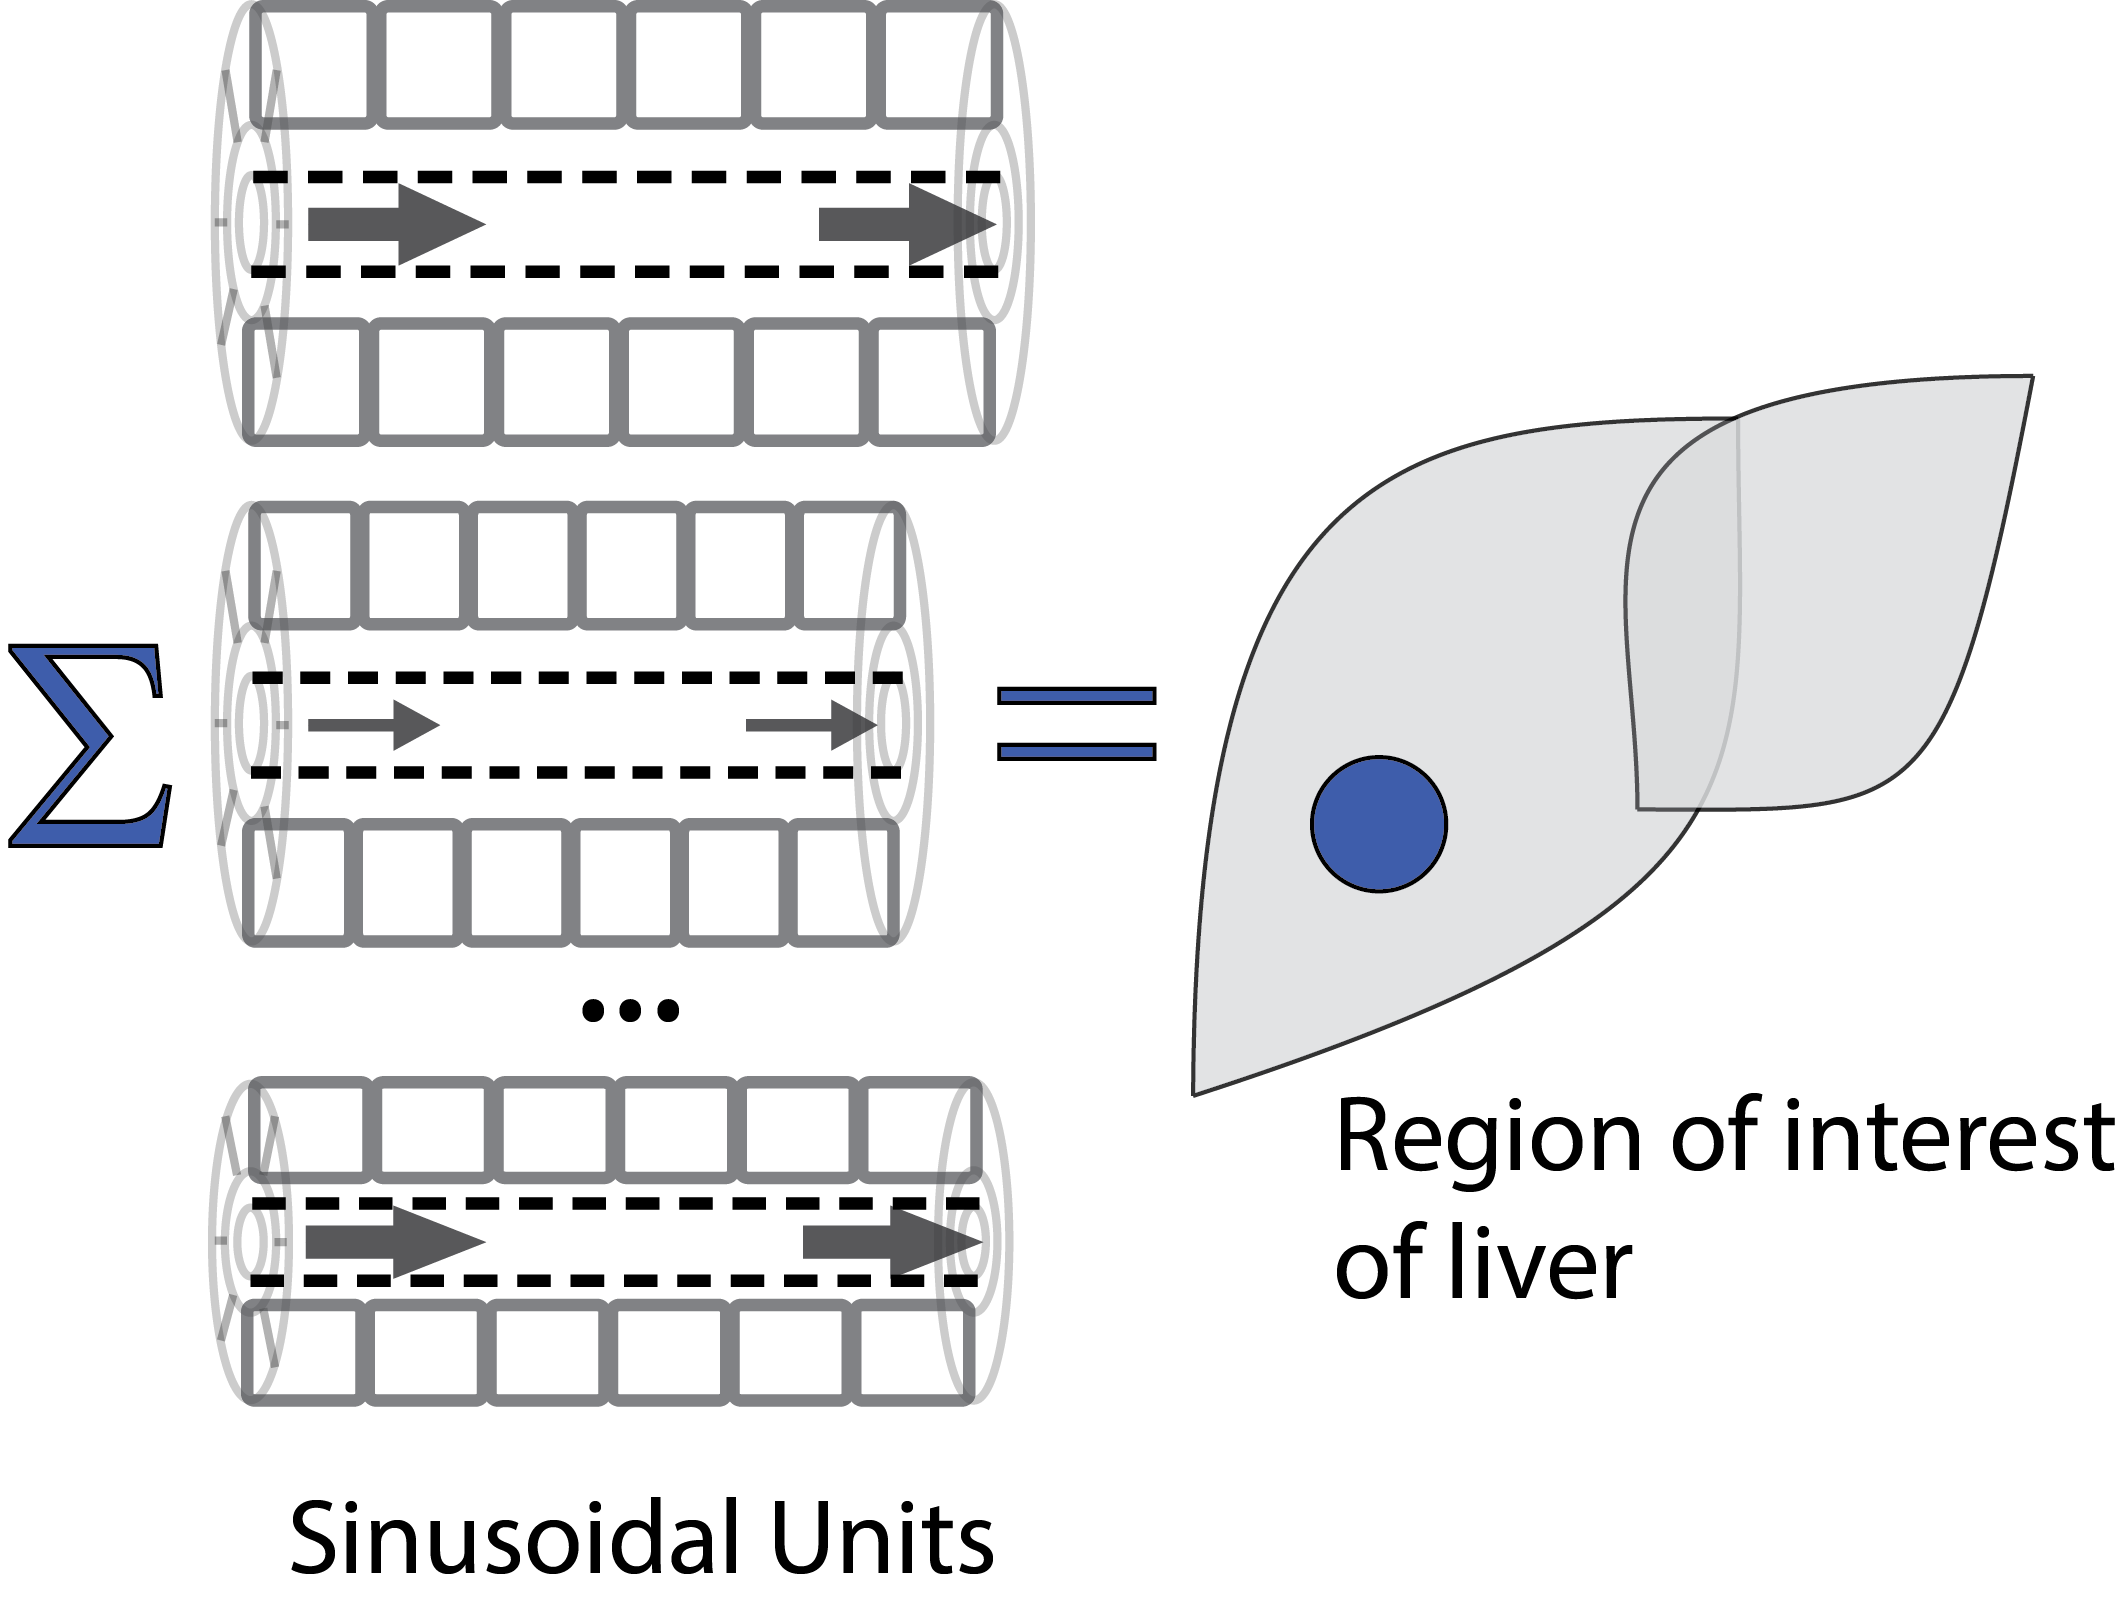 Σ
=
...
Region of interest
of liver
Sinusoidal Units